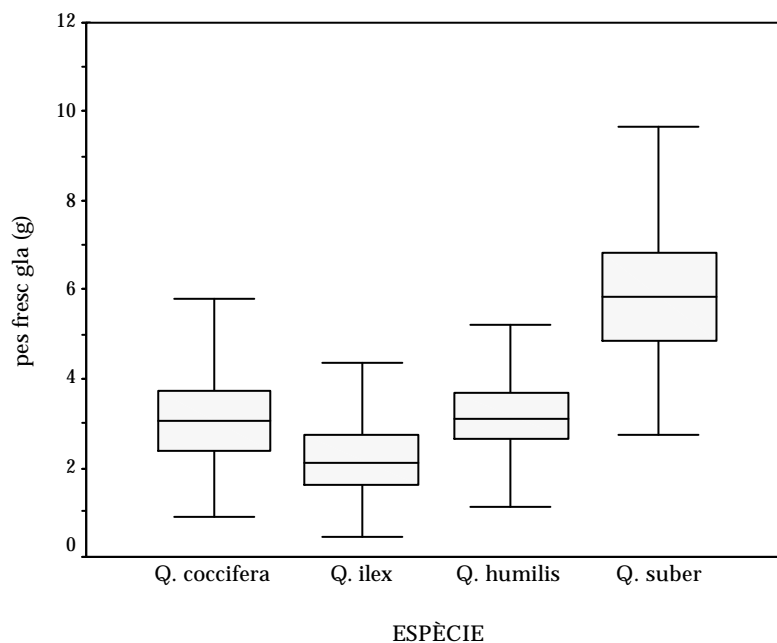 12
10
8
6
4
2
0
pes fresc gla (g)
Q. coccifera
Q. ilex
Q. humilis
Q. suber
ESPÈCIE